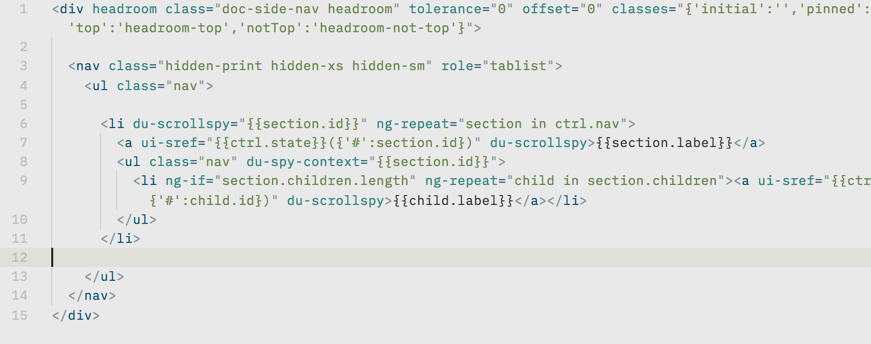 1 <div headroom class="doc-side-nav headroom" tolerance="0" offset="0" classes="{'initial':'','pinned':
'top':'headroom-top','notTop':'headroom-not-top'}">
2
3 <nav class="hidden-print hidden-xs hidden-sm" role="tablist">
4 <ul class="nav">
5
6 <li du-scrollspy="{{section.id}}" ng-repeat="section in ctrl.nav">
7 <a ui-sref="{{ctrl.state}}({'#':section.id})" du-scrollspy>{{section.label}}</a>
8 <ul class="nav" du-spy-context="{{section.id}}">
9 <li ng-if="section.children.length" ng-repeat="child in section.children"><a ui-sref="{{ctr
{'#':child.id})" du-scrollspy>{{child.label}}</a></li>
10 </ul>
11 </li>
12
13 </ul>
14 </nav>
15 </div>